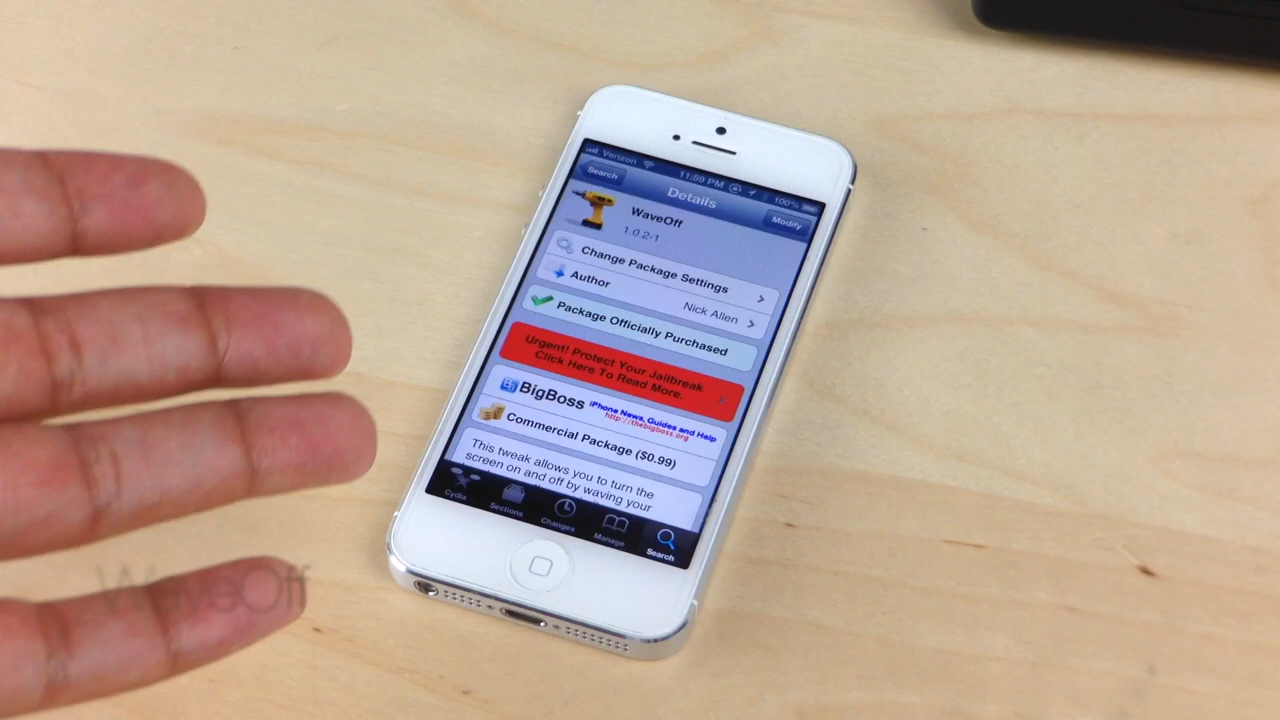 Verizon 11:59 PM 100%
Search Details Modify
WaveOff
1.0.2-1
Change Package Settings
Author Nick Allen
Package Officially Purchased
Urgent! Protect Your Jailbreak
Click Here To Read More.
BigBoss iPhone News, Guides and Help
http://thebigboss.org
Commercial Package ($0.99)
This tweak allows you to turn the
screen on and off by waving your
Cydia Sections Changes Manage Search
WaveOff